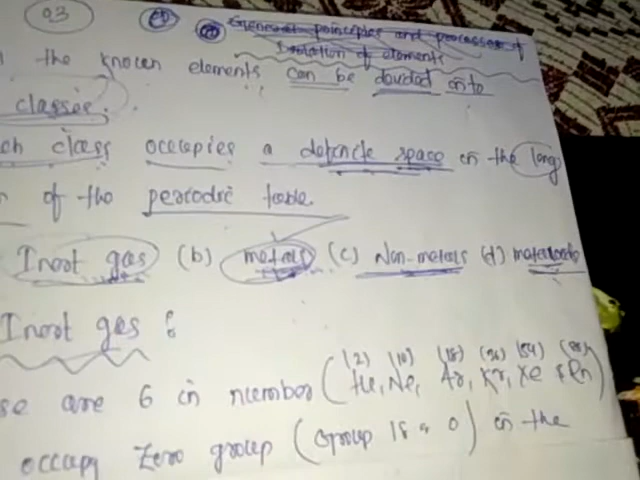 03
General principles and processes of
Isolation of elements
the known elements can be devided into
classes.
ch class occupies a definete space in the long
of the periodic table
Inert gas (b) metals (c) Non-metals (d) metalloids
Inert gas :
se are 6 in number (He, Ne, Ar, Kr, Xe & Rn)
(2) (10) (18) (36) (54) (86)
occupy Zero group (Group 18 or 0) in the